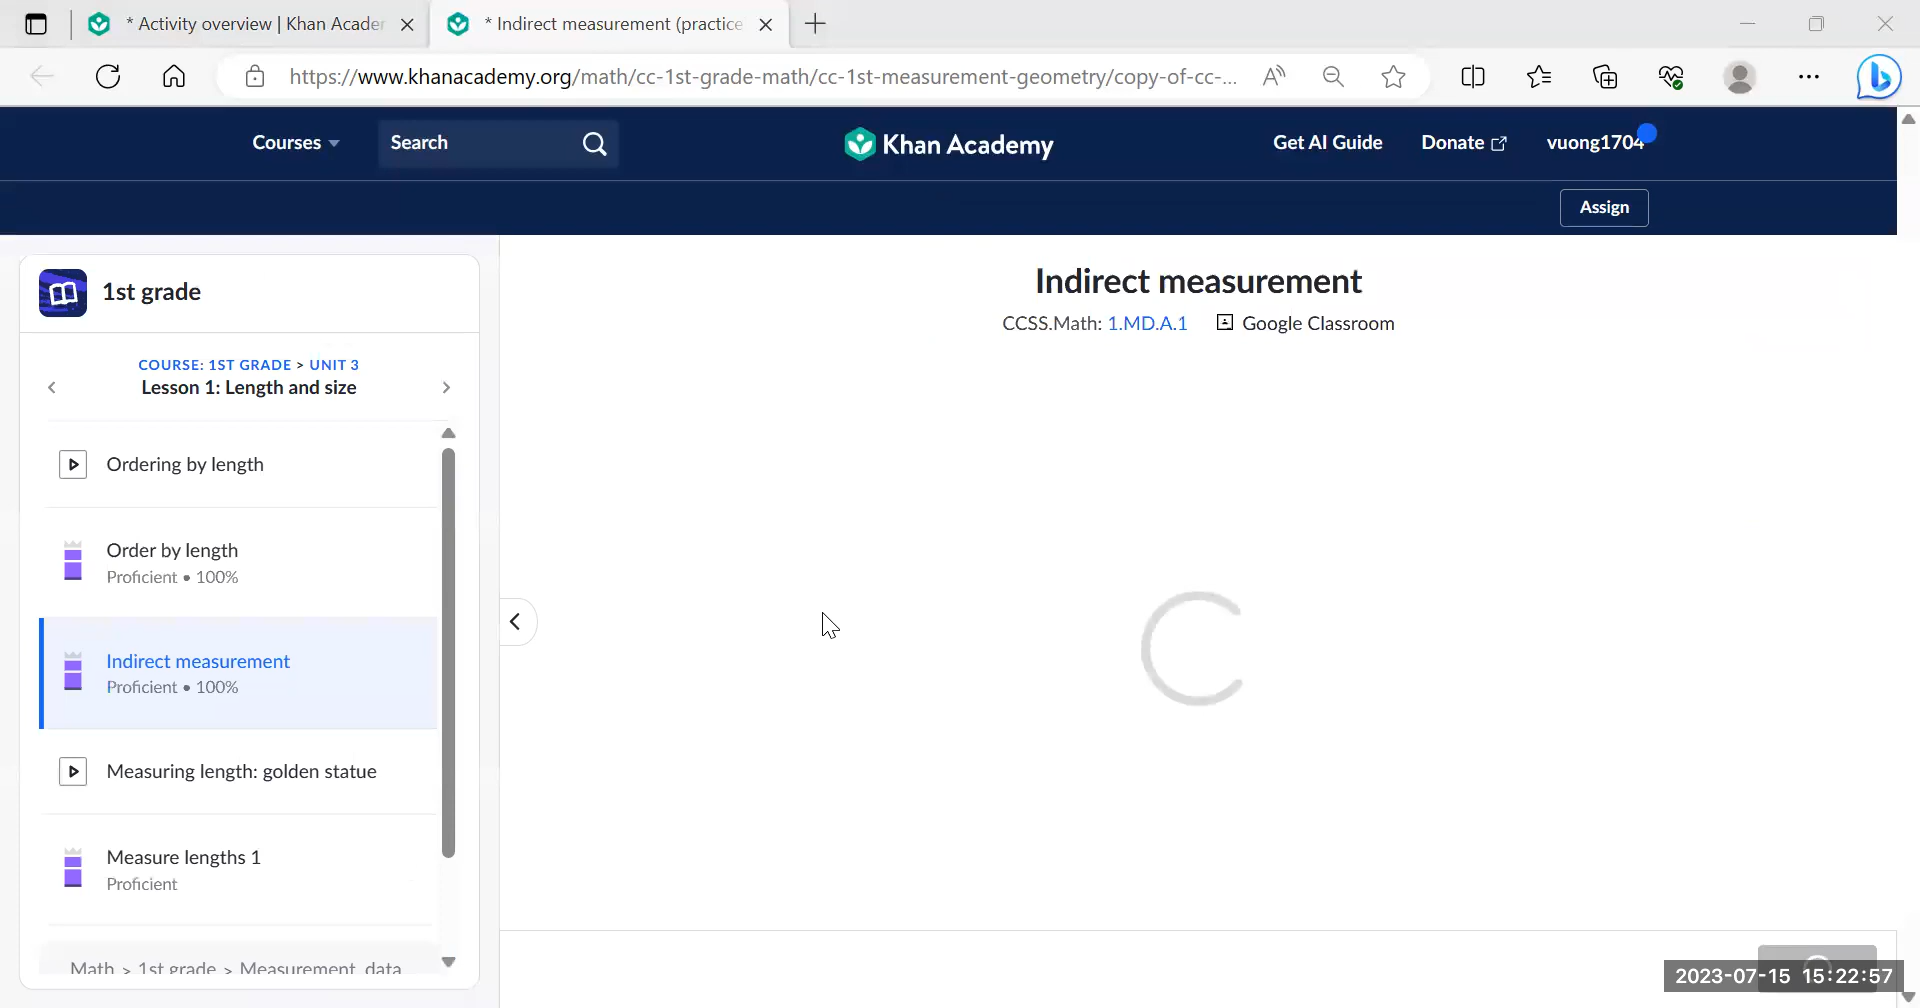 * Activity overview | Khan Acader
* Indirect measurement (practice
https://www.khanacademy.org/math/cc-1st-grade-math/cc-1st-measurement-geometry/copy-of-cc-...
Courses
Search
Khan Academy
Get AI Guide
Donate
vuong1704
Assign
1st grade
COURSE: 1ST GRADE > UNIT 3
Lesson 1: Length and size
Ordering by length
Order by length
Proficient • 100%
Indirect measurement
Proficient • 100%
Measuring length: golden statue
Measure lengths 1
Proficient
Math > 1st grade > Measurement, data,
Indirect measurement
CCSS.Math: 1.MD.A.1
Google Classroom
2023-07-15 15:22:57